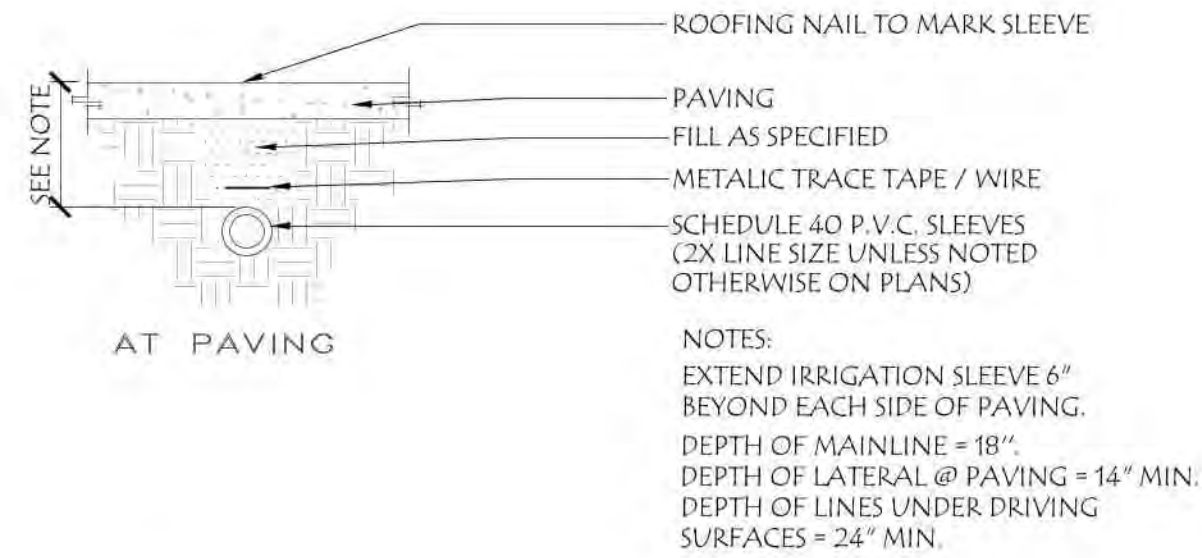 ROOFING NAIL TO MARK SLEEVE
PAVING
FILL AS SPECIFIED
METALIC TRACE TAPE / WIRE
SCHEDULE 40 P.V.C. SLEEVES
(2X LINE SIZE UNLESS NOTED
OTHERWISE ON PLANS)
SEE NOTE
AT PAVING
NOTES:
EXTEND IRRIGATION SLEEVE 6"
BEYOND EACH SIDE OF PAVING.
DEPTH OF MAINLINE = 18".
DEPTH OF LATERAL @ PAVING = 14" MIN.
DEPTH OF LINES UNDER DRIVING
SURFACES = 24" MIN.